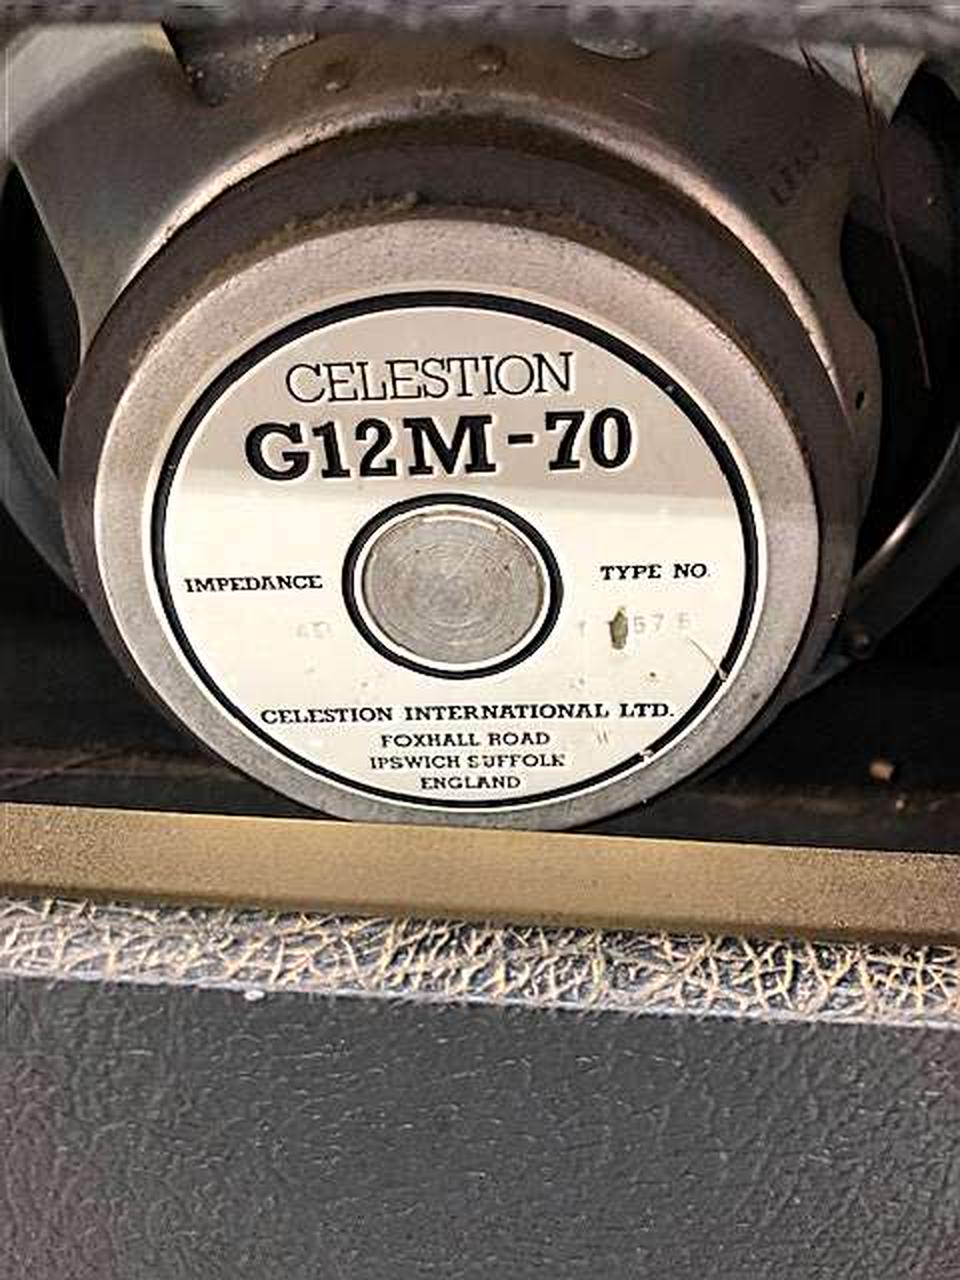 CELESTION
G12M-70
IMPEDANCE
TYPE NO.
CELESTION INTERNATIONAL LTD.
FOXHALL ROAD
IPSWICH SUFFOLK
ENGLAND